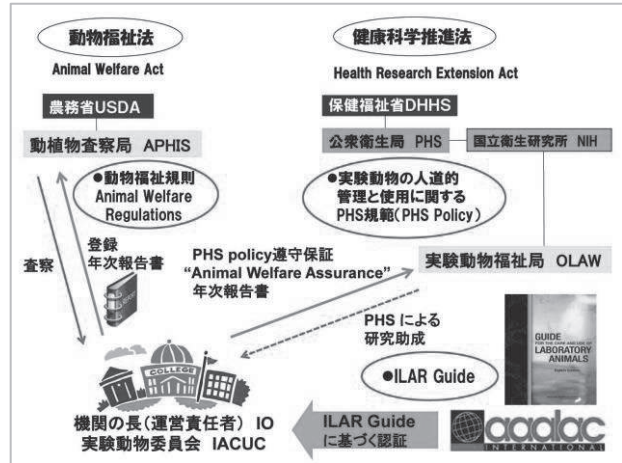 動物福祉法
Animal Welfare Act
農務省USDA
動植物査察局 APHIS
●動物福祉規則
Animal Welfare
Regulations
査察
登録
年次報告書
健康科学推進法
Health Research Extension Act
保健福祉省DHHS
公衆衛生局 PHS
国立衛生研究所 NIH
●実験動物の人道的
管理と使用に関する
PHS規範(PHS Policy)
PHS policy遵守保証
“Animal Welfare Assurance”
年次報告書
実験動物福祉局 OLAW
PHS による
研究助成
●ILAR Guide
GUIDE
FOR THE CARE AND USE OF
LABORATORY
ANIMALS
COLLEGE
機関の長(運営責任者) IO
実験動物委員会 IACUC
ILAR Guide
に基づく認証
aaalac
INTERNATIONAL